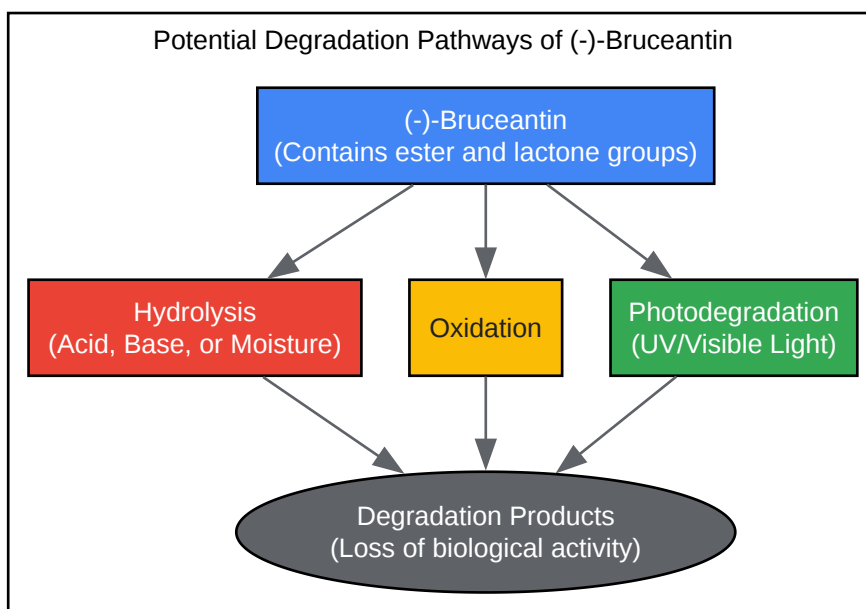 Potential Degradation Pathways of (-)-Bruceantin
(-)-Bruceantin
(Contains ester and lactone groups)
Hydrolysis
(Acid, Base, or Moisture)
Oxidation
Photodegradation
(UV/Visible Light)
Degradation Products
(Loss of biological activity)